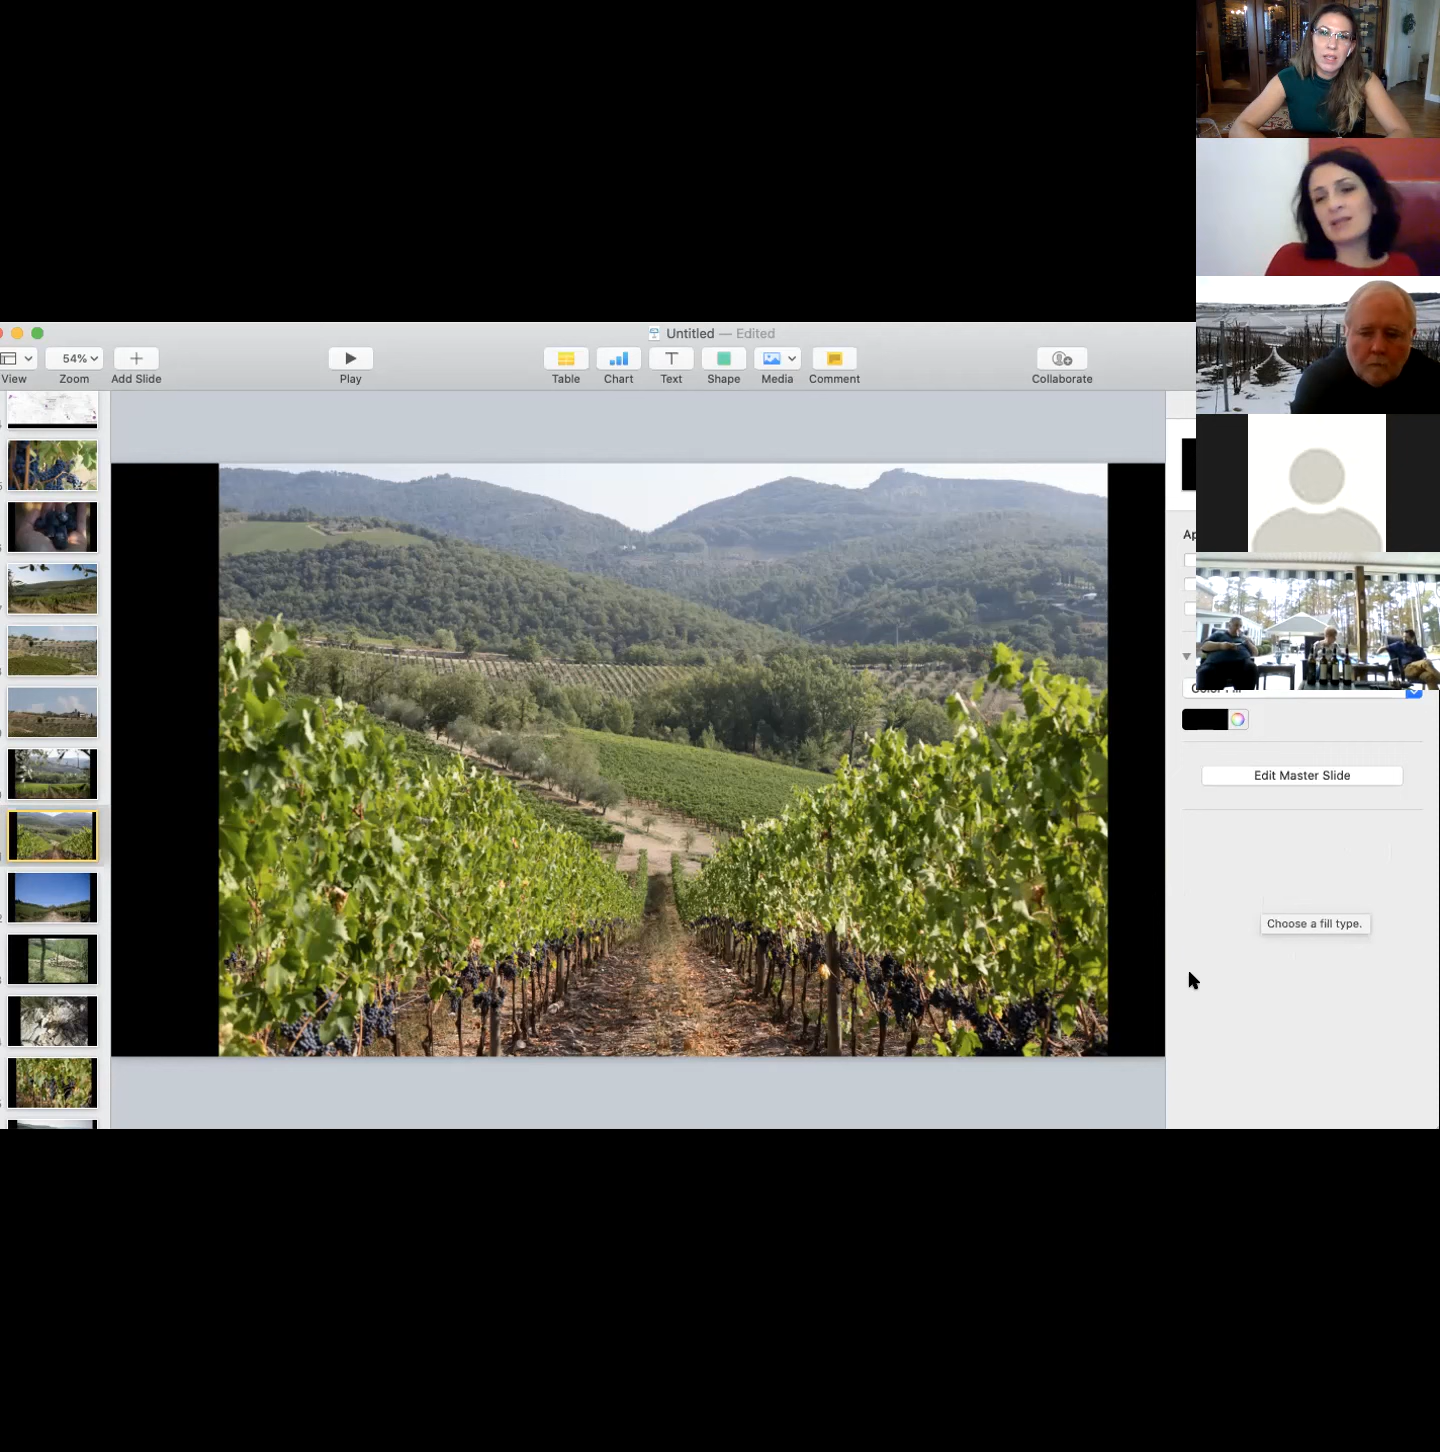 Untitled — Edited
54%
View
Zoom
Add Slide
Play
Table
Chart
Text
Shape
Media
Comment
Collaborate
Edit Master Slide
Choose a fill type.